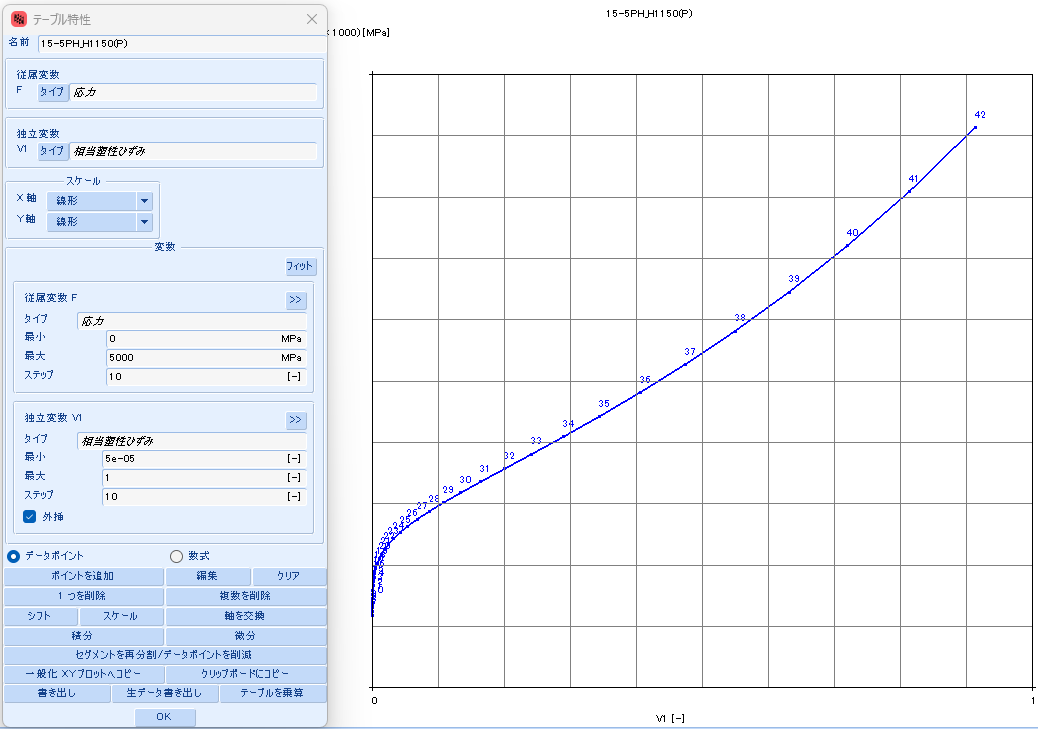 テーブル特性
名前 15-5PH_H1150(P)
従属変数
F タイプ 応力
独立変数
V1 タイプ 相当塑性ひずみ
スケール
X 軸 線形
Y 軸 線形
変数
フィット
従属変数 F >>
タイプ 応力
最小 0 MPa
最大 5000 MPa
ステップ 10 [-]
独立変数 V1 >>
タイプ 相当塑性ひずみ
最小 5e-05 [-]
最大 1 [-]
ステップ 10 [-]
外挿
データポイント 数式
ポイントを追加 編集 クリア
1 つを削除 複数を削除
シフト スケール 軸を交換
積分 微分
セグメントを再分割/データポイントを削減
一般化 XYプロットへコピー クリップボードにコピー
書き出し 生データ書き出し テーブルを乗算
OK
15-5PH_H1150(P)
1000)[MPa]
42
41
40
39
38
37
36
35
34
33
32
31
30
29
28
27
26
25
0 1
V1 [-]